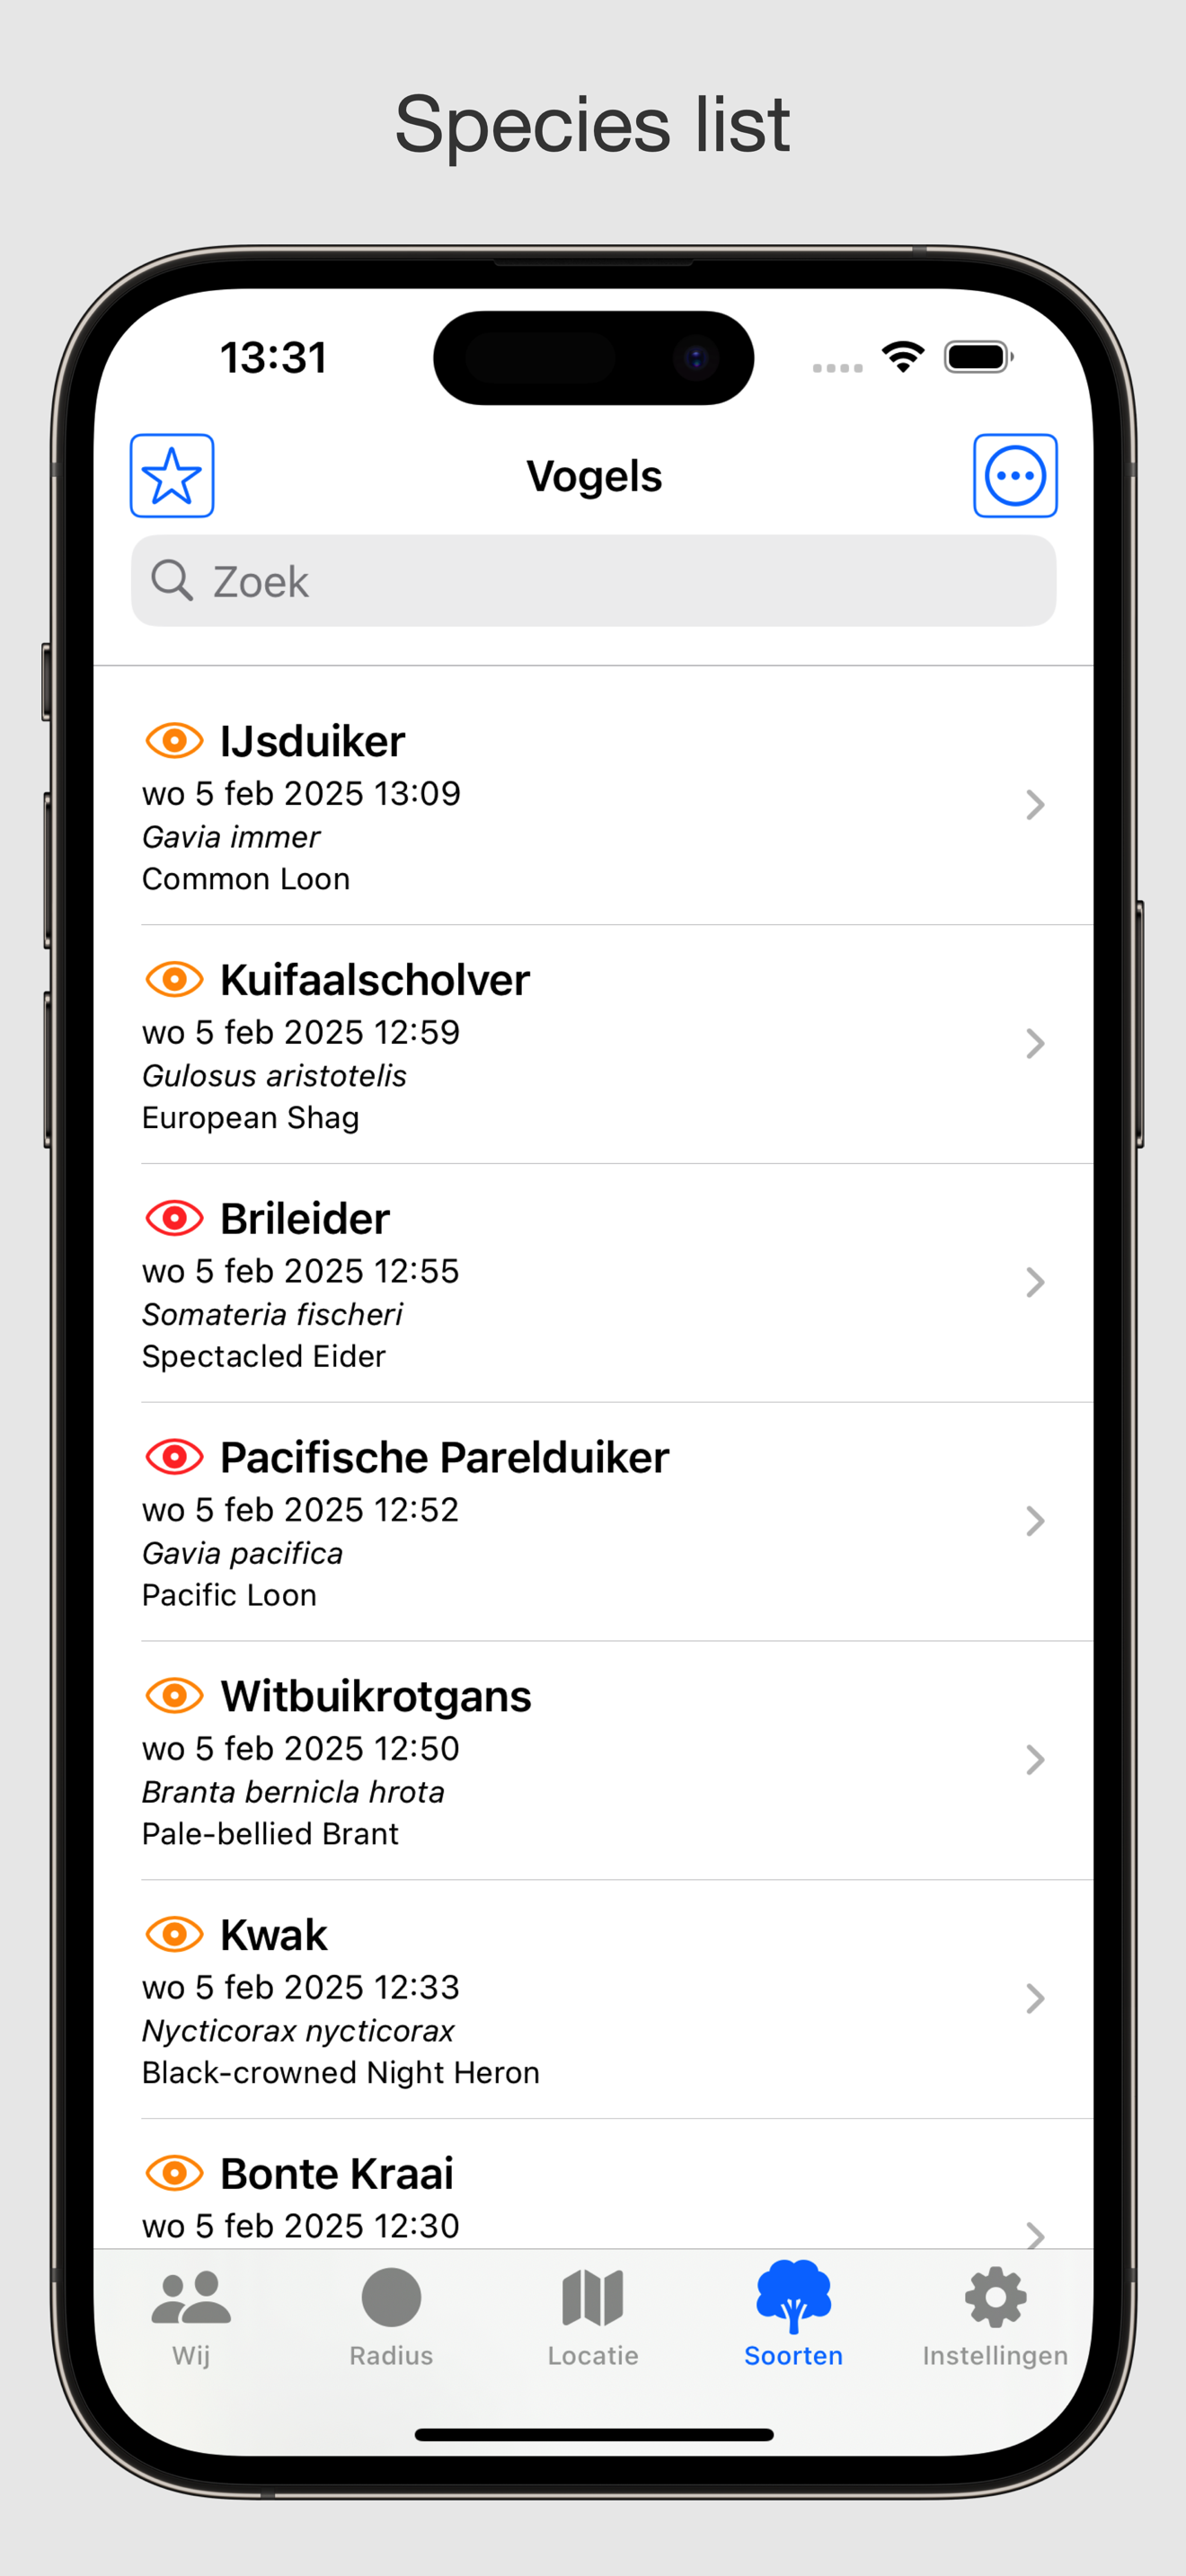 Species list
13:31
Vogels
Zoek
IJsduiker
wo 5 feb 2025 13:09
Gavia immer
Common Loon
Kuifaalscholver
wo 5 feb 2025 12:59
Gulosus aristotelis
European Shag
Brileider
wo 5 feb 2025 12:55
Somateria fischeri
Spectacled Eider
Pacifische Parelduiker
wo 5 feb 2025 12:52
Gavia pacifica
Pacific Loon
Witbuikrotgans
wo 5 feb 2025 12:50
Branta bernicla hrota
Pale-bellied Brant
Kwak
wo 5 feb 2025 12:33
Nycticorax nycticorax
Black-crowned Night Heron
Bonte Kraai
wo 5 feb 2025 12:30
Wij Radius Locatie Soorten Instellingen